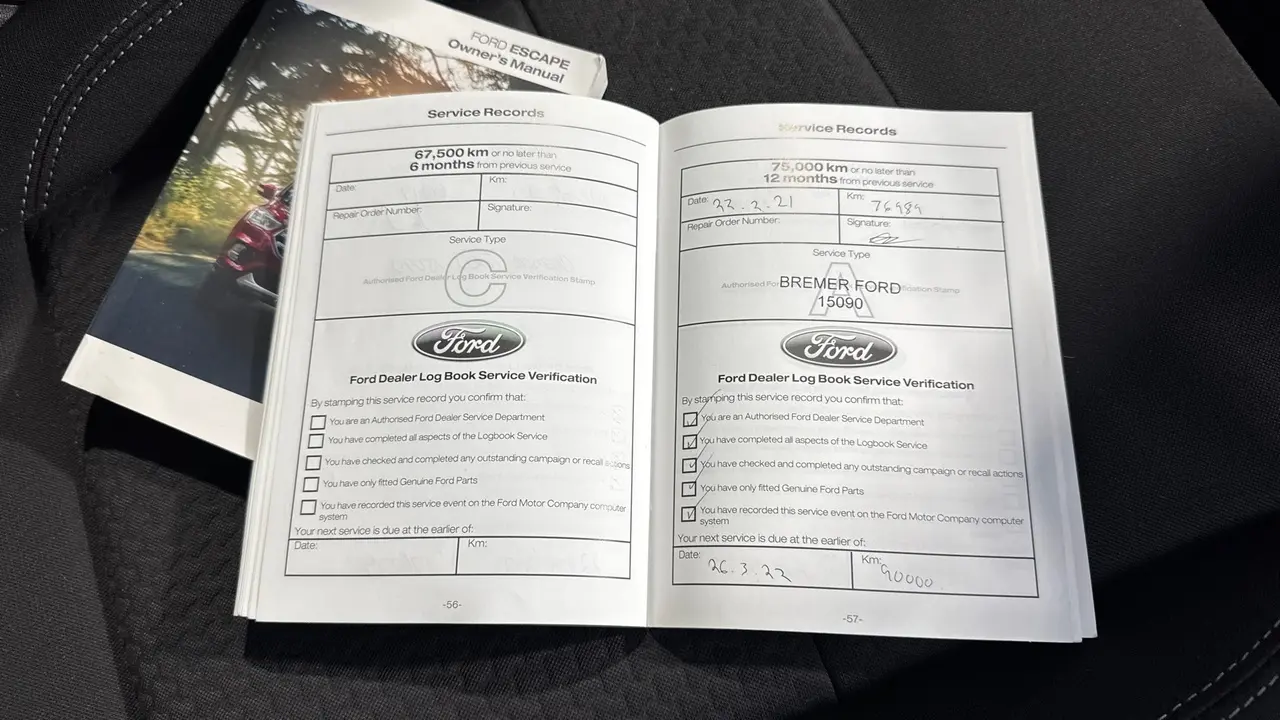 FORD ESCAPE
Owner's Manual
Service Records
67,500 km or no later than
6 months from previous service
Date:
Km:
Repair Order Number:
Signature:
Service Type
C
Authorised Ford Dealer Log Book Service Verification Stamp
Ford
Ford Dealer Log Book Service Verification
By stamping this service record you confirm that:
You are an Authorised Ford Dealer Service Department
You have completed all aspects of the Logbook Service
You have checked and completed any outstanding campaign or recall actions
You have only fitted Genuine Ford Parts
You have recorded this service event on the Ford Motor Company computer
system
Your next service is due at the earlier of:
Date:
Km:
-56-
Service Records
75,000 km or no later than
12 months from previous service
Date: 22.2.21
Km: 76989
Repair Order Number:
Signature:
Service Type
A
Authorised For
BREMER FORD
ification Stamp
15090
Ford
Ford Dealer Log Book Service Verification
By stamping this service record you confirm that:
You are an Authorised Ford Dealer Service Department
You have completed all aspects of the Logbook Service
You have checked and completed any outstanding campaign or recall actions
You have only fitted Genuine Ford Parts
You have recorded this service event on the Ford Motor Company computer
system
Your next service is due at the earlier of:
Date: 26.3.22
Km: 90000
-57-